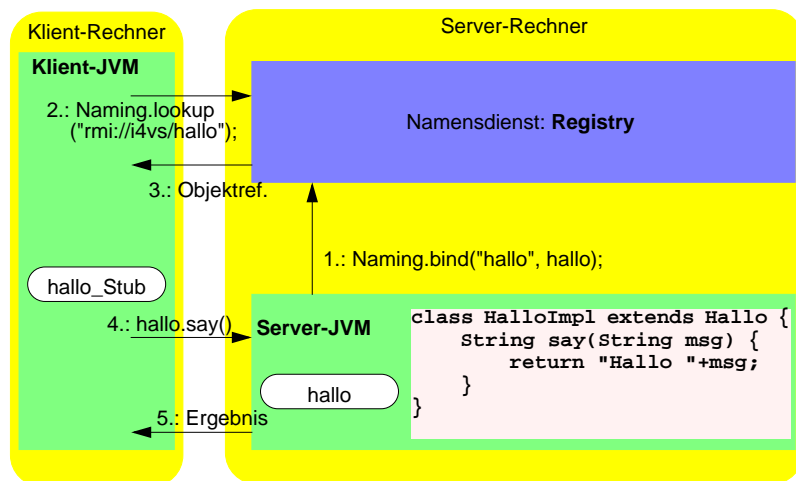 Klient-Rechner
Server-Rechner
Klient-JVM
2.: Naming.lookup
("rmi://i4vs/hallo");
Namensdienst: Registry
3.: Objektref.
1.: Naming.bind("hallo", hallo);
hallo_Stub
4.: hallo.say()
Server-JVM
hallo
class HalloImpl extends Hallo {
String say(String msg) {
return "Hallo "+msg;
}
}
5.: Ergebnis